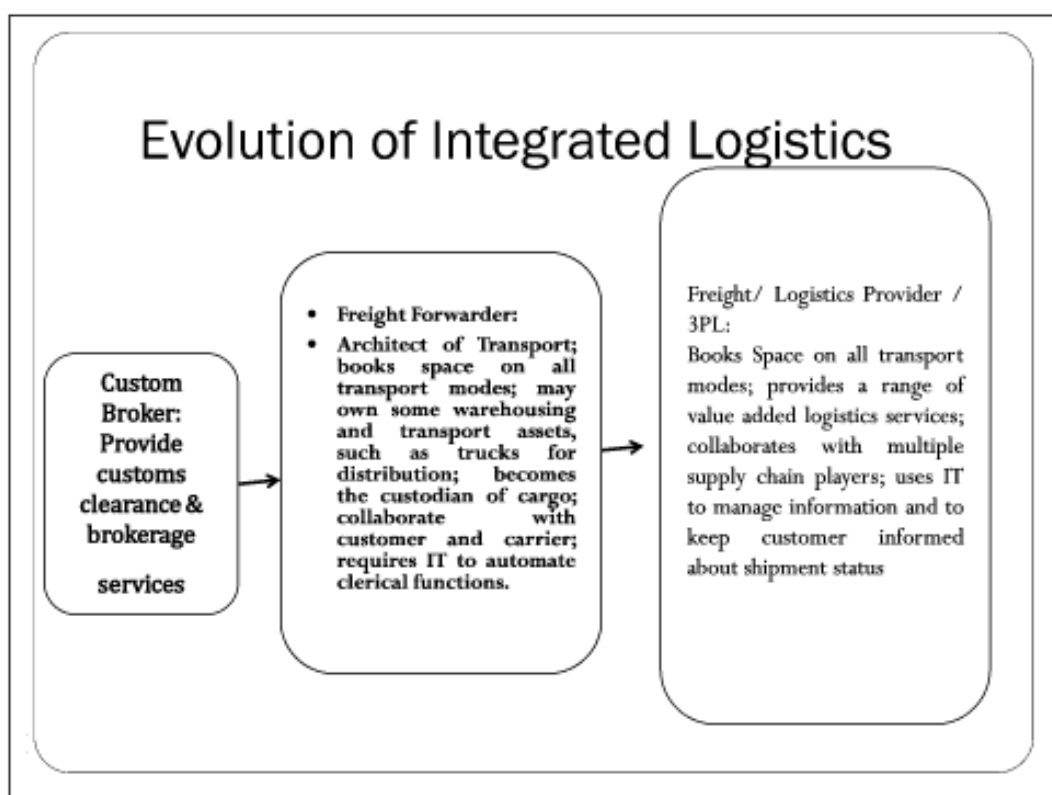 Evolution of Integrated Logistics
Custom
Broker:
Provide
customs
clearance &
brokerage
services
• Freight Forwarder:
• Architect of Transport;
books space on all
transport modes; may
own some warehousing
and transport assets,
such as trucks for
distribution; becomes
the custodian of cargo;
collaborate with
customer and carrier;
requires IT to automate
clerical functions.
Freight/ Logistics Provider /
3PL:
Books Space on all transport
modes; provides a range of
value added logistics services;
collaborates with multiple
supply chain players; uses IT
to manage information and to
keep customer informed
about shipment status